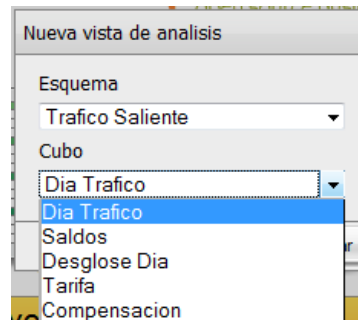 Nueva vista de analisis
Esquema
Trafico Saliente
Cubo
Dia Trafico
Dia Trafico
Saldos
Desglose Dia
Tarifa
Compensacion